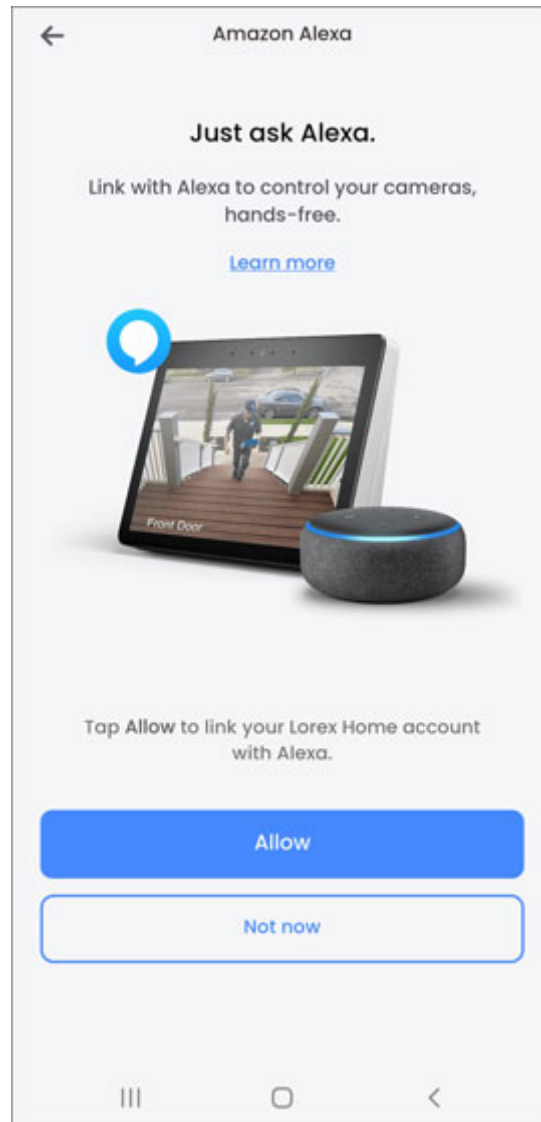 Amazon Alexa
Just ask Alexa.
Link with Alexa to control your cameras,
hands-free.
Learn more
Front Door
Tap Allow to link your Lorex Home account
with Alexa.
Allow
Not now